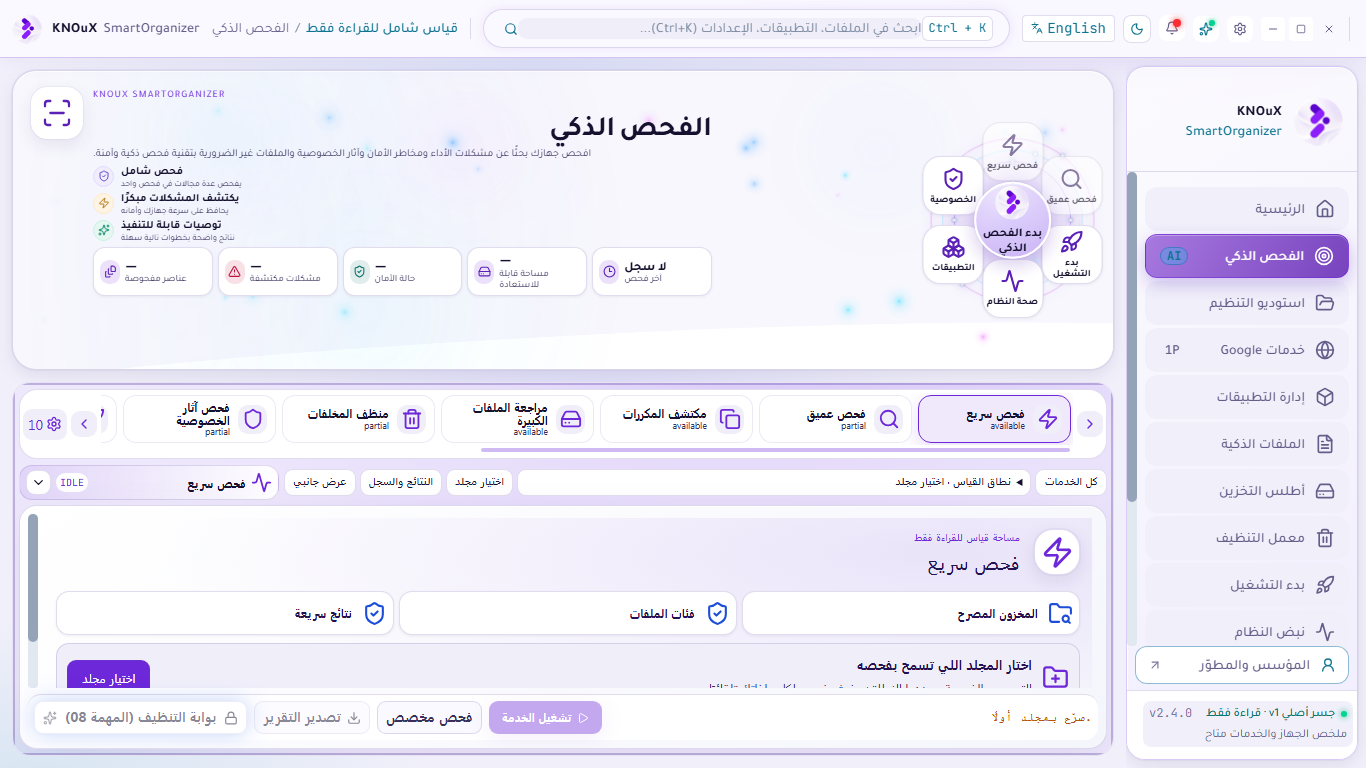 KNOuX SmartOrganizer
الفحص الذكي / قياس شامل للقراءة فقط
ابحث في الملفات، التطبيقات، الإعدادات (Ctrl+K)...
Ctrl + K
English
KNOuX
SmartOrganizer
الرئيسية
الفحص الذكي
AI
استوديو التنظيم
خدمات Google
1P
إدارة التطبيقات
الملفات الذكية
أطلس التخزين
معمل التنظيف
بدء التشغيل
نبض النظام
المؤسس والمطوّر
جسر أصلي v1 · قراءة فقط
v2.4.0
ملخص الجهاز والخدمات متاح
KNOUX SMARTORGANIZER
الفحص الذكي
افحص جهازك بحثًا عن مشكلات الأداء ومخاطر الأمان وآثار الخصوصية والملفات غير الضرورية بتقنية فحص ذكية وآمنة.
فحص شامل
يفحص عدة مجالات في فحص واحد
يكتشف المشكلات مبكرًا
يحافظ على سرعة جهازك وأمانه
توصيات قابلة للتنفيذ
نتائج واضحة بخطوات تالية سهلة
لا سجل
آخر فحص
—
مساحة قابلة للاستعادة
—
حالة الأمان
—
مشكلات مكتشفة
—
عناصر مفحوصة
فحص سريع
فحص عميق
بدء التشغيل
صحة النظام
التطبيقات
الخصوصية
بدء الفحص الذكي
فحص سريع
available
فحص عميق
partial
مكتشف المكررات
available
مراجعة الملفات الكبيرة
available
منظف المخلفات
partial
فحص آثار الخصوصية
partial
10
كل الخدمات
◀ نطاق القياس · اختيار مجلد
اختيار مجلد
النتائج والسجل
عرض جانبي
فحص سريع
IDLE
مساحة قياس للقراءة فقط
فحص سريع
المخزون المصرح
فئات الملفات
نتائج سريعة
اختار المجلد اللي تسمح بفحصه
اختيار مجلد
صرّح بمجلد أولًا.
تشغيل الخدمة
فحص مخصص
تصدير التقرير
بوابة التنظيف (المهمة 08)